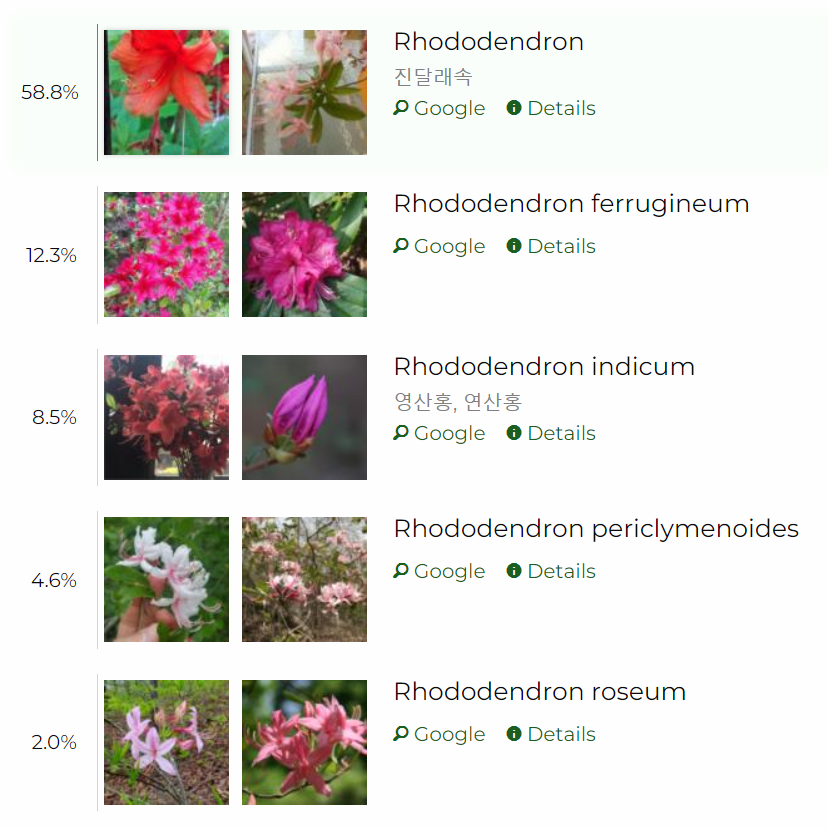 58.8%
Rhododendron
진달래속
Google Details
12.3%
Rhododendron ferrugineum
Google Details
8.5%
Rhododendron indicum
영산홍, 연산홍
Google Details
4.6%
Rhododendron periclymenoides
Google Details
2.0%
Rhododendron roseum
Google Details